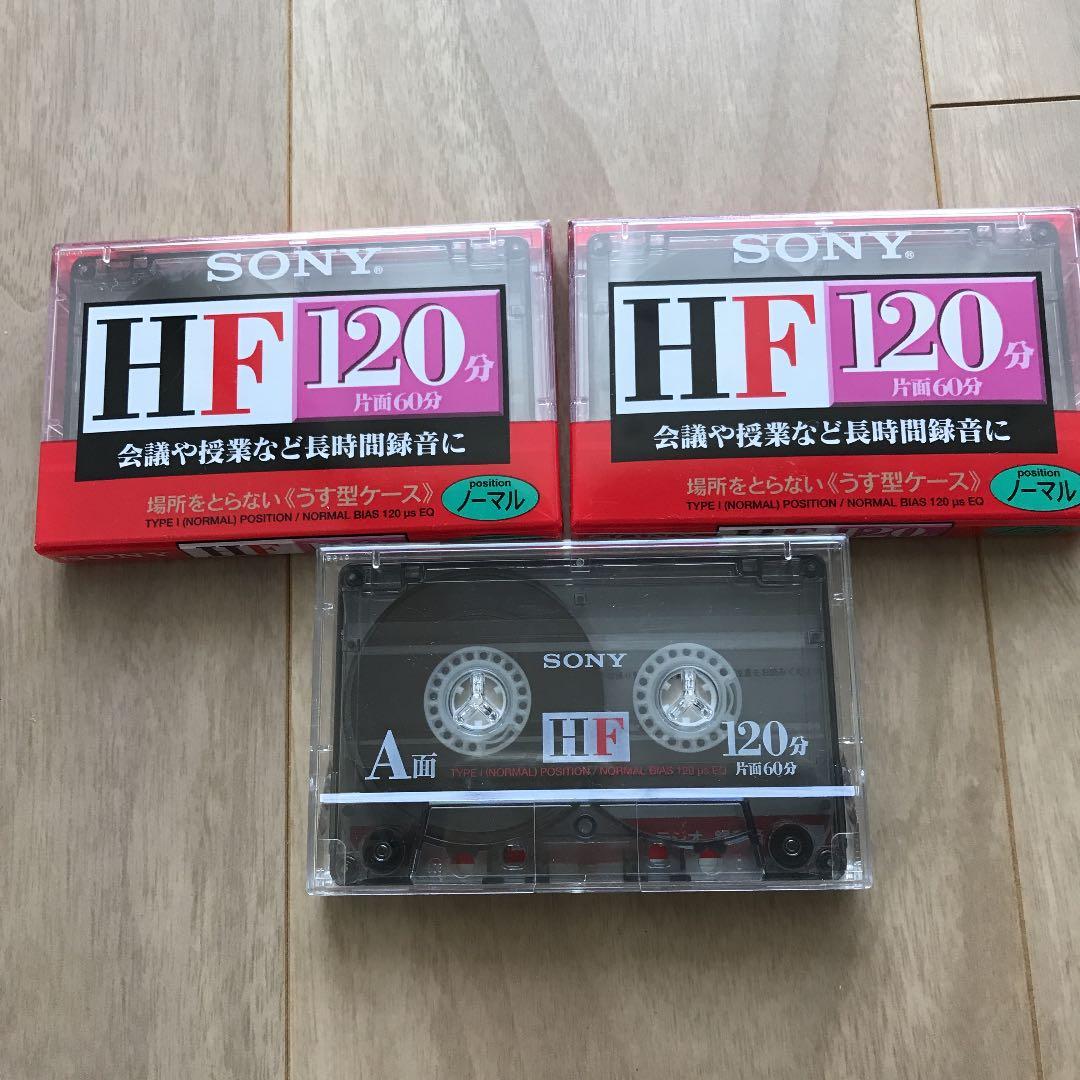 SONY®
HF 120分
片面60分
会議や授業など長時間録音に
場所をとらない《うす型ケース》
position
ノーマル
TYPE I (NORMAL) POSITION / NORMAL BIAS 120 μs EQ
SONY HF
SONY®
HF 120分
片面60分
会議や授業など長時間録音に
場所をとらない《うす型ケース》
position
ノーマル
TYPE I (NORMAL) POSITION / NORMAL BIAS 120 μs EQ
HF 120
SONY
HF
A面
120分
片面60分
TYPE I (NORMAL) POSITION / NORMAL BIAS 120 μs EQ